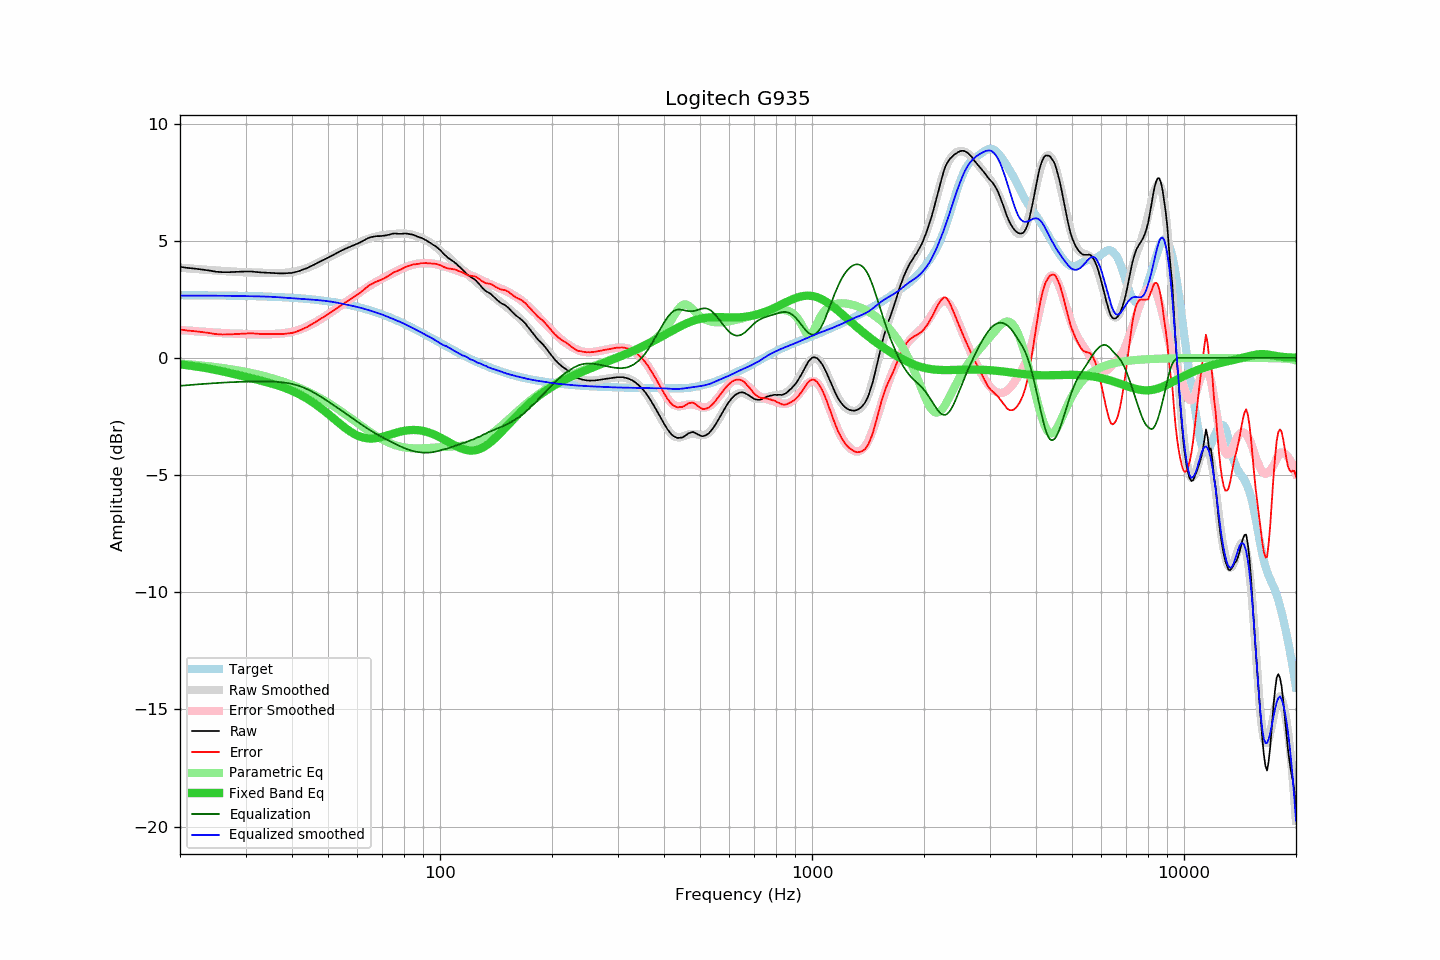 Logitech G935
10
5
0
−5
−10
−15
−20
Amplitude (dBr)
Target
Raw Smoothed
Error Smoothed
Raw
Error
Parametric Eq
Fixed Band Eq
Equalization
Equalized smoothed
100
1000
10000
Frequency (Hz)